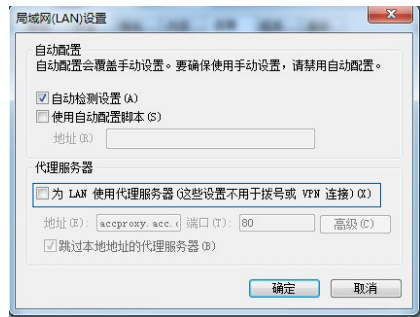 局域网(LAN)设置
自动配置
自动配置会覆盖手动设置。要确保使用手动设置，请禁用自动配置。
自动检测设置(A)
使用自动配置脚本(S)
地址(R)
代理服务器
为 LAN 使用代理服务器(这些设置不用于拨号或 VPN 连接)(X)
地址(E): accproxy.acc. 端口(T): 80 高级(C)
跳过本地地址的代理服务器(B)
确定 取消